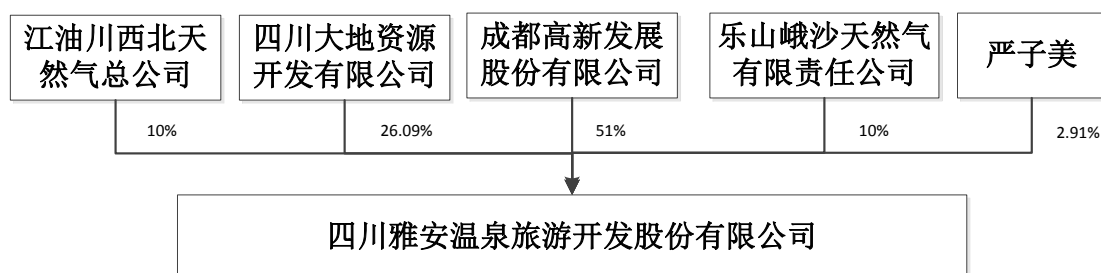 江油川西北天
然气总公司
四川大地资源
开发有限公司
成都高新发展
股份有限公司
乐山峨沙天然气
有限责任公司
严子美
10%
26.09%
51%
10%
2.91%
四川雅安温泉旅游开发股份有限公司